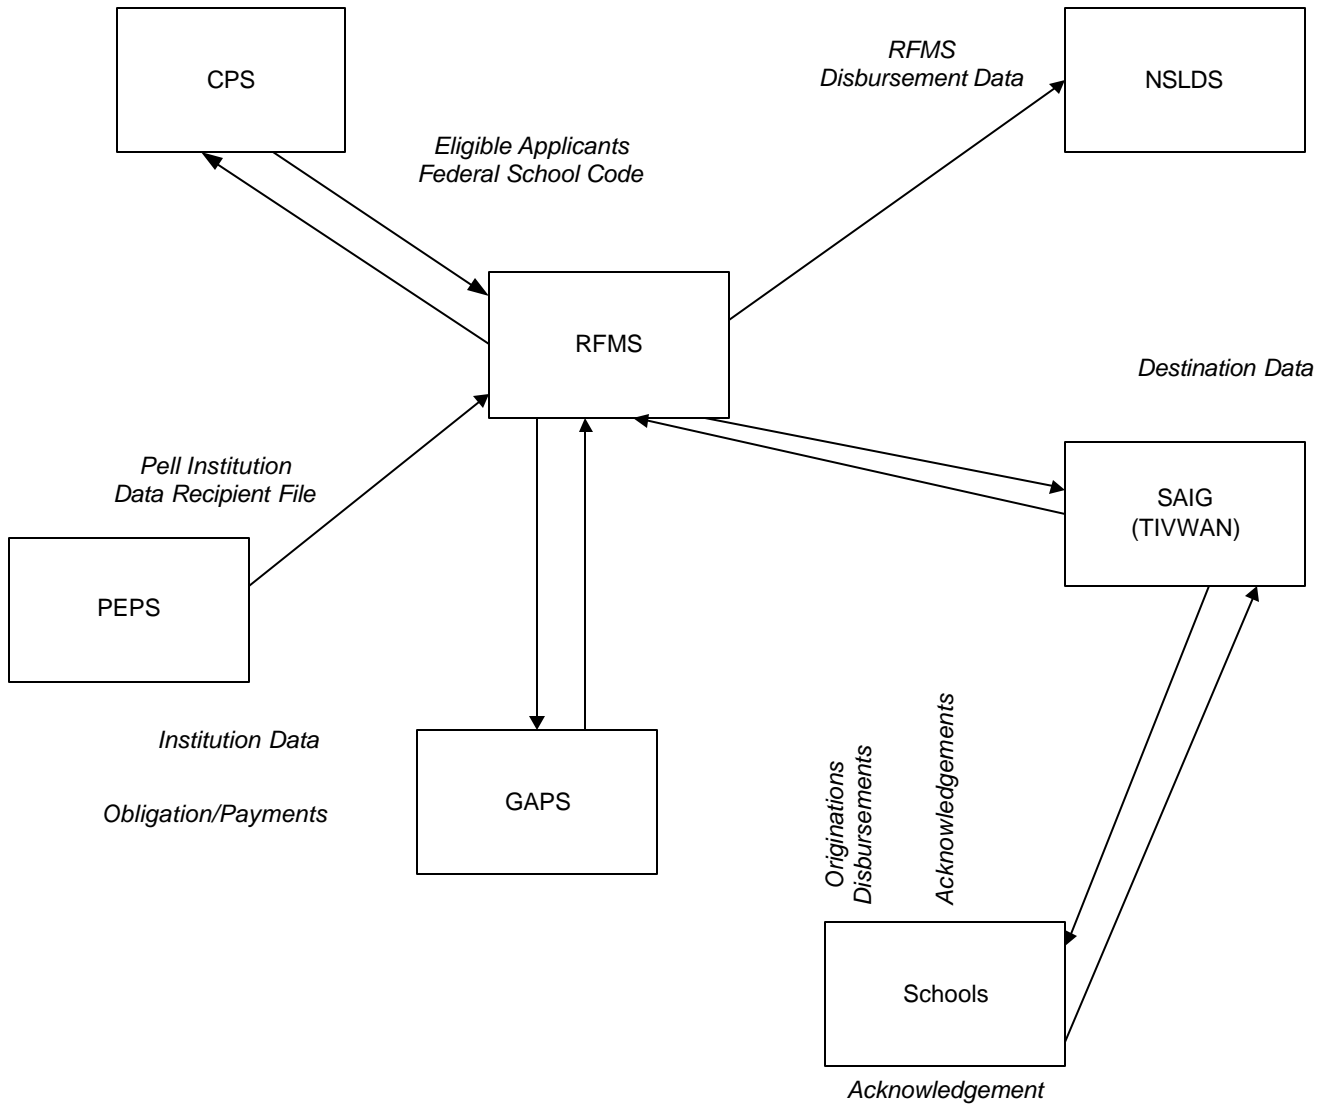 CPS
RFMS
Disbursement Data
NSLDS
Eligible Applicants
Federal School Code
RFMS
Destination Data
Pell Institution
Data Recipient File
SAIG
(TIVWAN)
PEPS
Institution Data
Obligation/Payments
GAPS
Originations
Disbursements
Acknowledgements
Schools
Acknowledgement